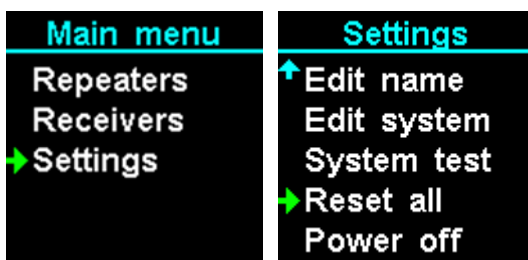 Main menu
Repeaters
Receivers
Settings
Settings
Edit name
Edit system
System test
Reset all
Power off